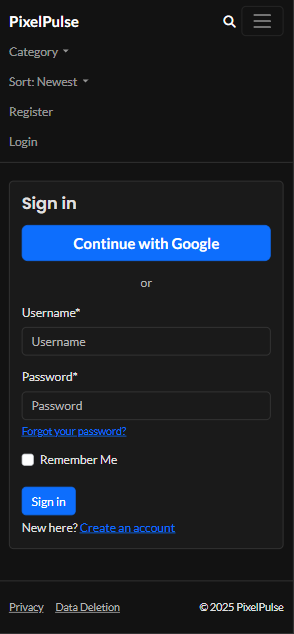 PixelPulse
Category
Sort: Newest
Register
Login
Sign in
Continue with Google
or
Username*
Username
Password*
Password
Forgot your password?
Remember Me
Sign in
New here? Create an account
Privacy Data Deletion © 2025 PixelPulse